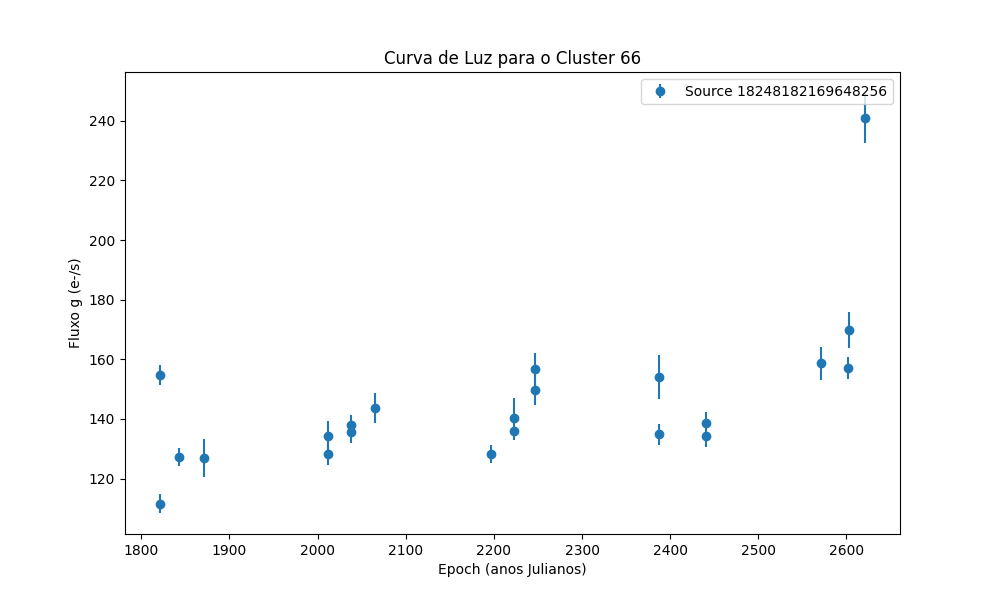 Curva de Luz para o Cluster 66
Source 18248182169648256
Fluxo g (e-/s)
240
220
200
180
160
140
120
1800 1900 2000 2100 2200 2300 2400 2500 2600
Epoch (anos Julianos)